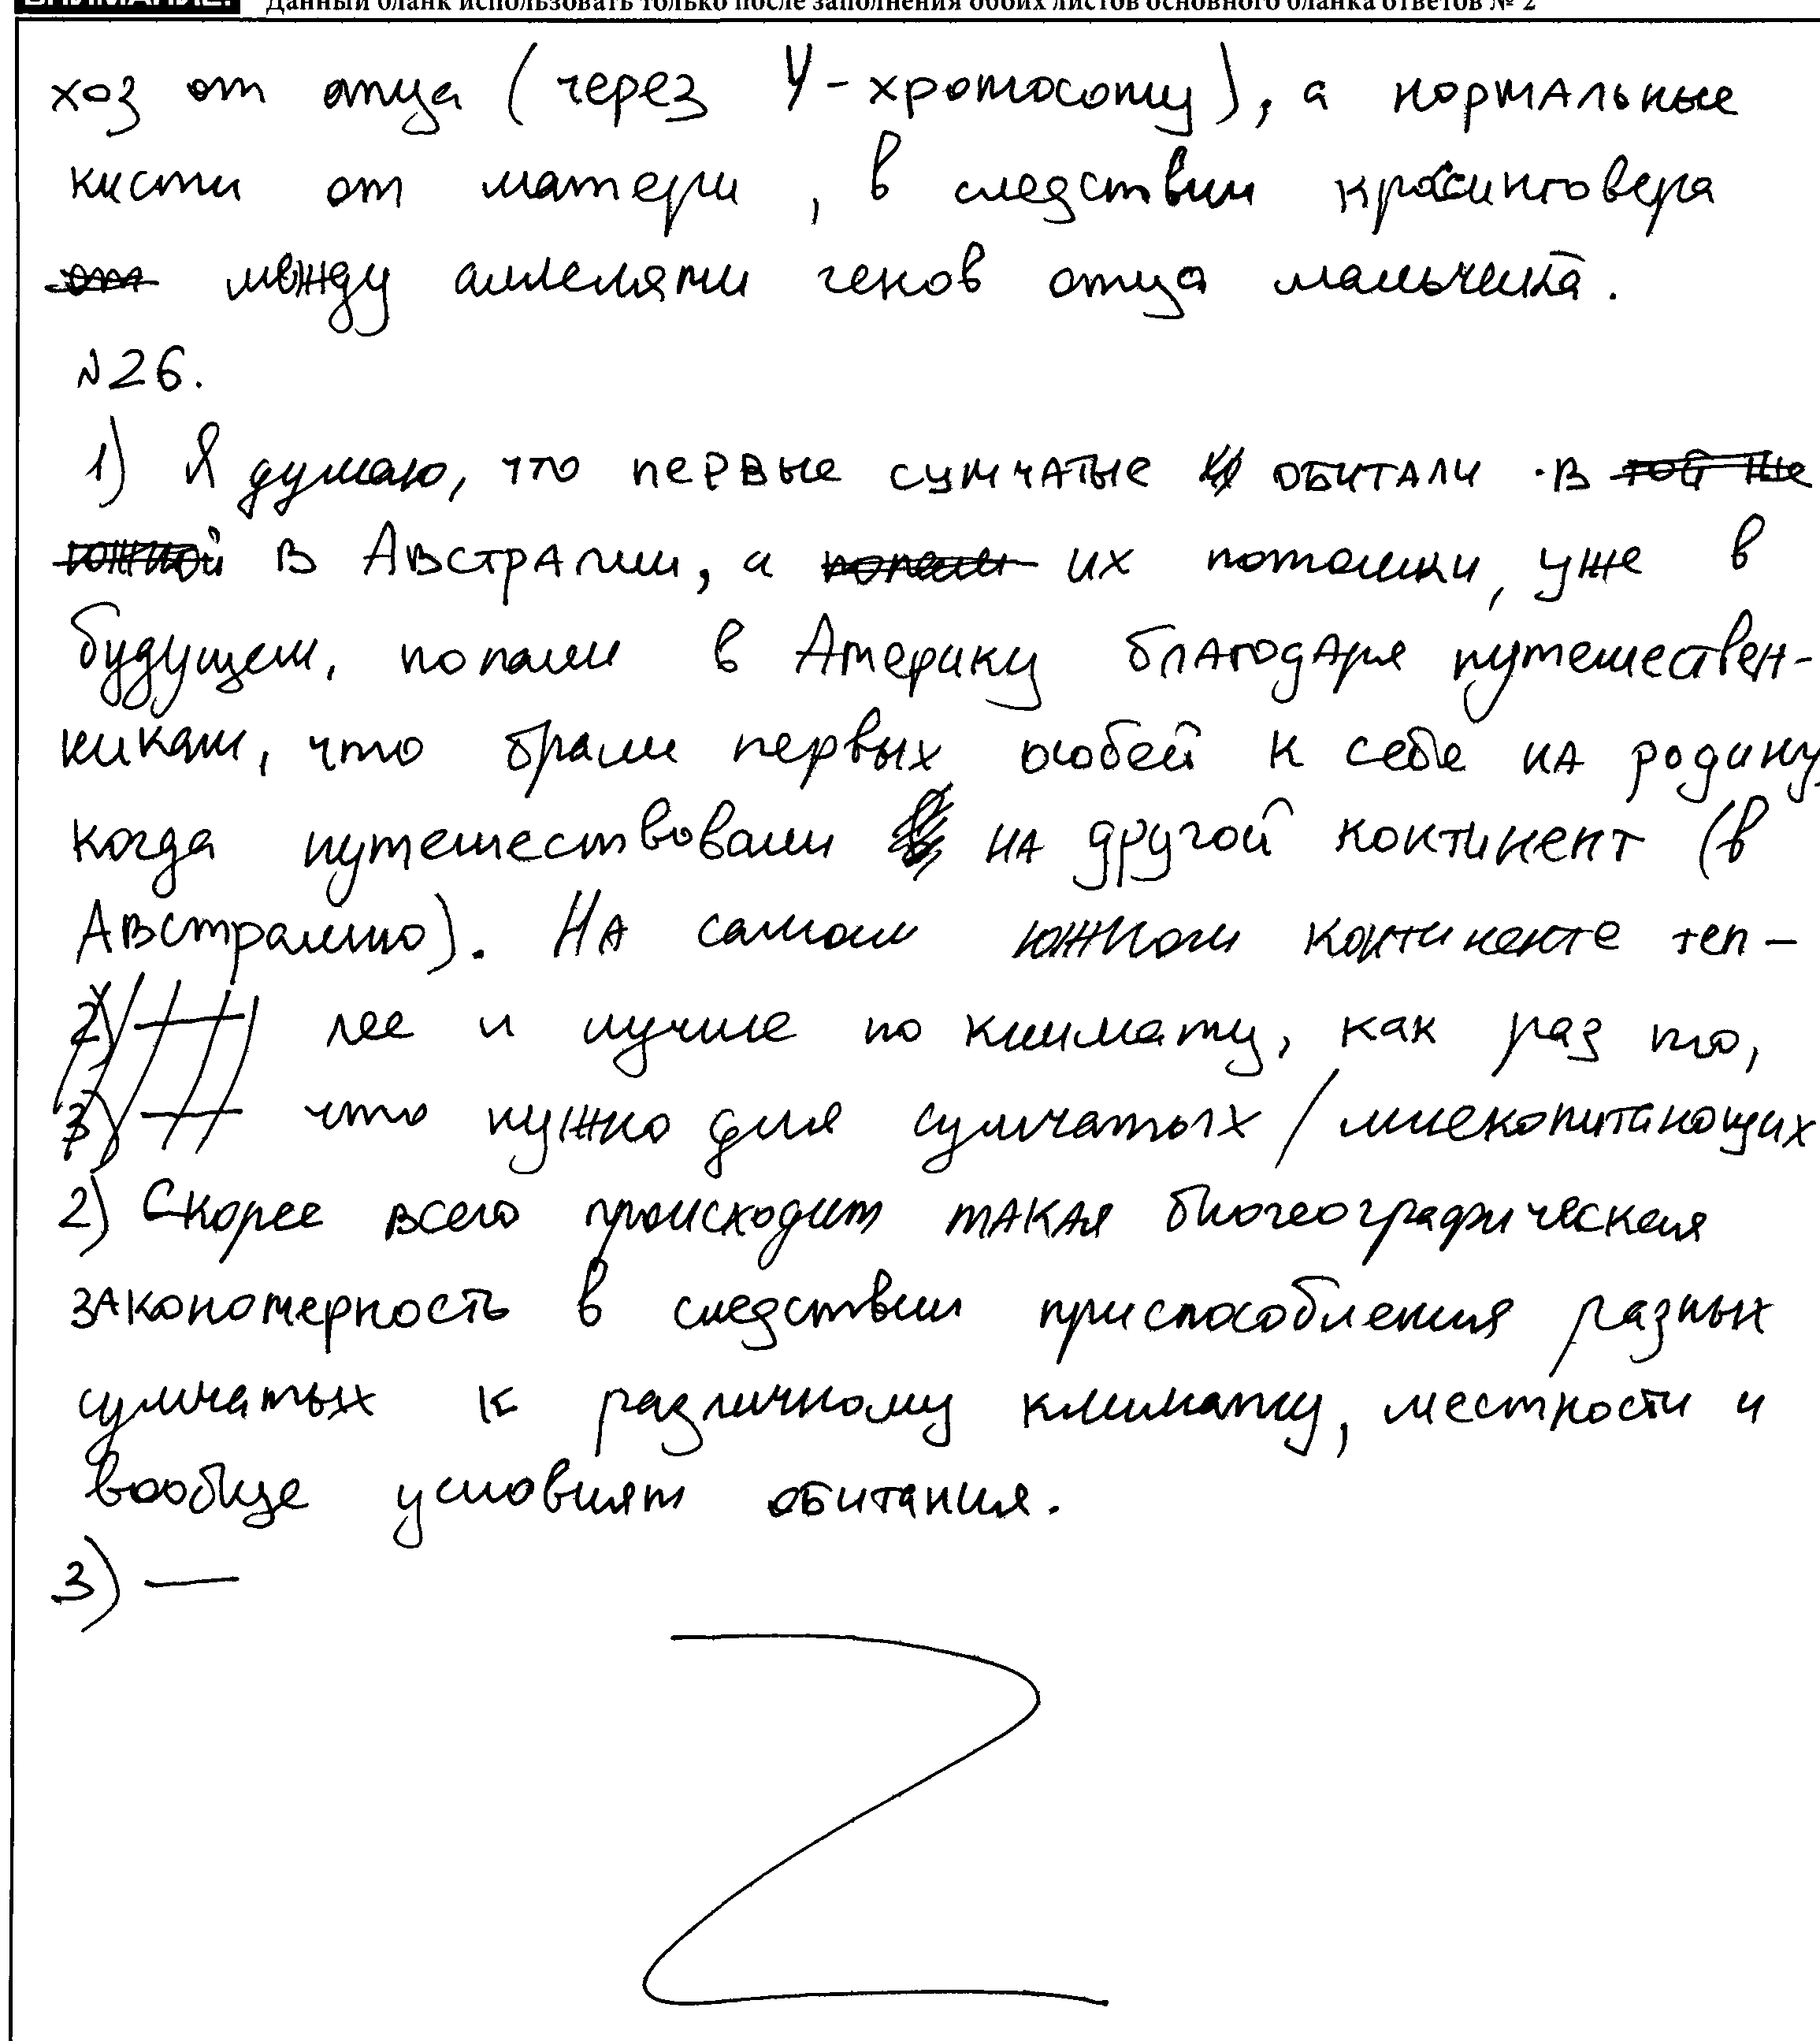 ВНИМАНИЕ! Данный бланк использовать только после заполнения обоих листов основного бланка ответов № 2
хоз от отца (через Y-хромосому), а нормальные
кисти от матери, в следствии кроссинговера
между аллелями генов отца мальчика.
№26.
1) Я думаю, что первые сумчатые обитали в
в Австралии, а их потомки, уже в
будущем, попали в Америку благодаря путешествен-
никам, что брали первых особей к себе на родину,
когда путешествовали на другой континент (в
Австралию). На самом южном континенте теп-
лее и лучше по климату, как раз то,
что нужно для сумчатых / млекопитающих
2) Скорее всего происходит такая биогеографическая
закономерность в следствии приспособления разных
сумчатых к различному климату, местности и
вообще условиям обитания.
3) —